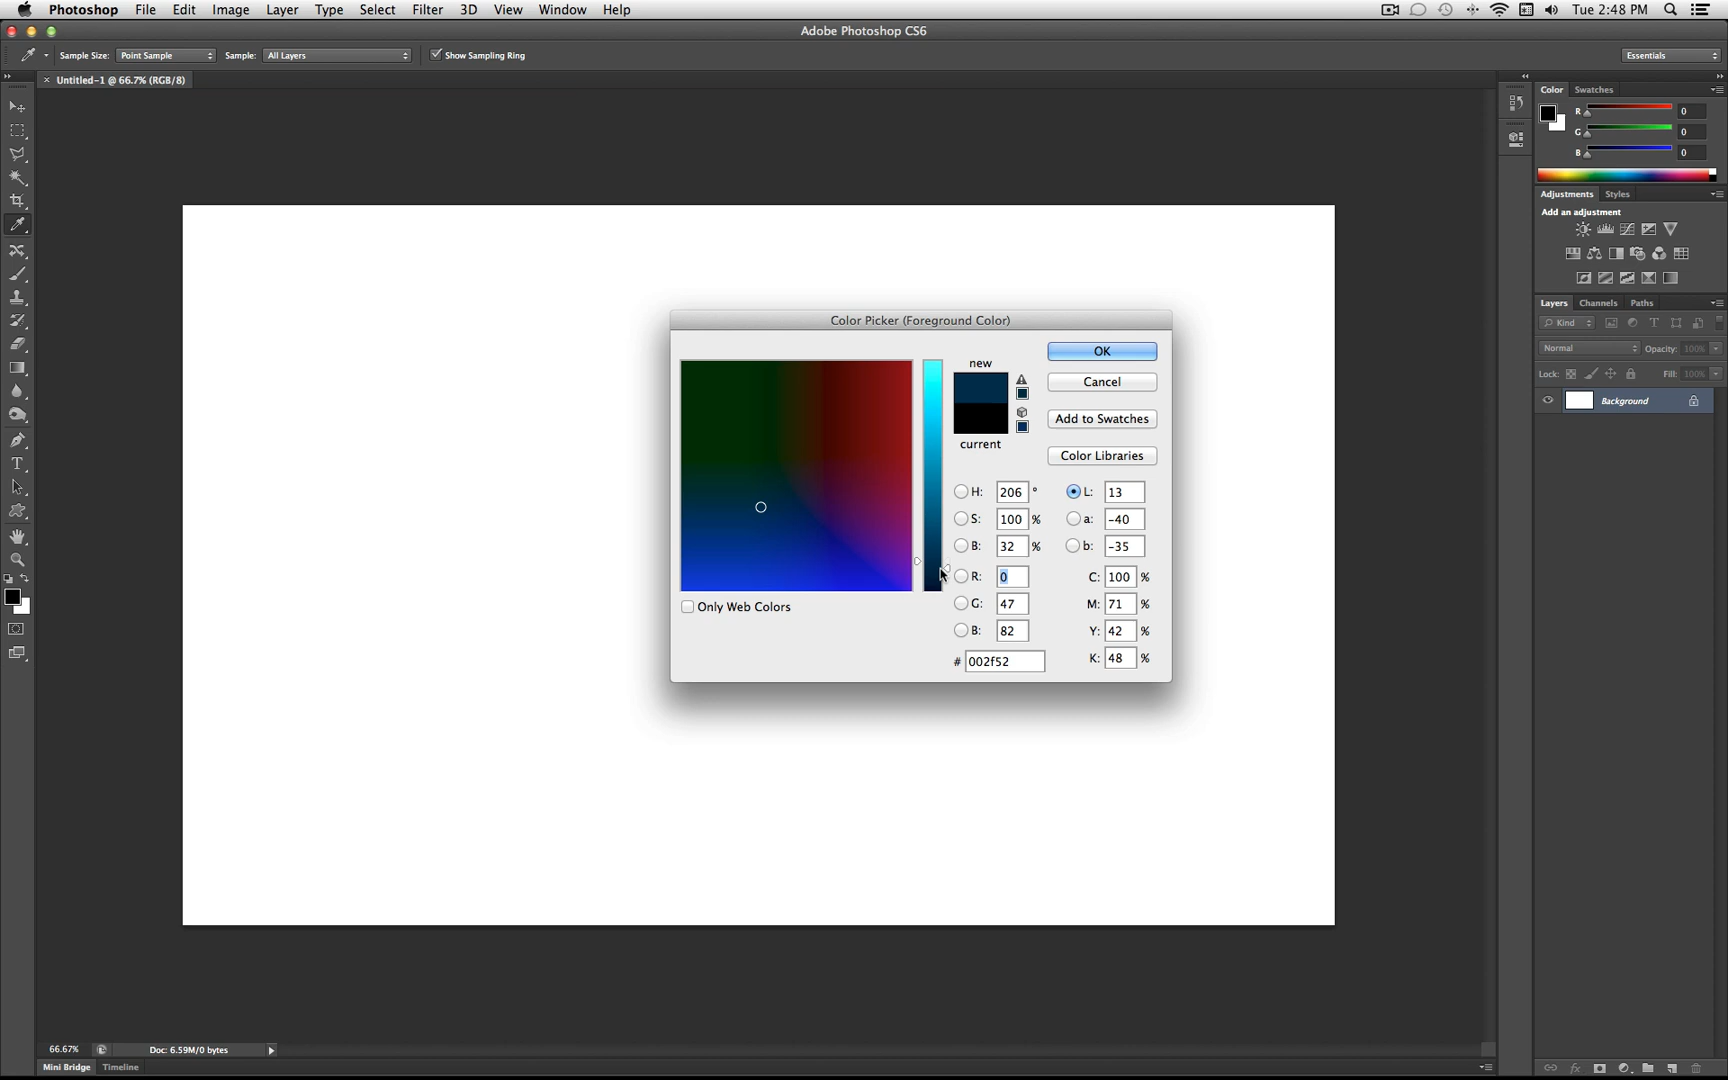 Photoshop File Edit Image Layer Type Select Filter 3D View Window Help Tue 2:48 PM
Adobe Photoshop CS6
Sample Size: Point Sample Sample: All Layers Show Sampling Ring Essentials
Untitled-1 @ 66.7% (RGB/8)
Color Swatches
R 0
G 0
B 0
Adjustments Styles
Add an adjustment
Layers Channels Paths
Kind
Normal Opacity: 100%
Lock: Fill: 100%
Background
Color Picker (Foreground Color)
new
current
OK
Cancel
Add to Swatches
Color Libraries
H: 206 ° L: 13
S: 100 % a: -40
B: 32 % b: -35
R: 0 C: 100 %
G: 47 M: 71 %
B: 82 Y: 42 %
# 002f52 K: 48 %
Only Web Colors
66.67% Doc: 6.59M/0 bytes
Mini Bridge Timeline